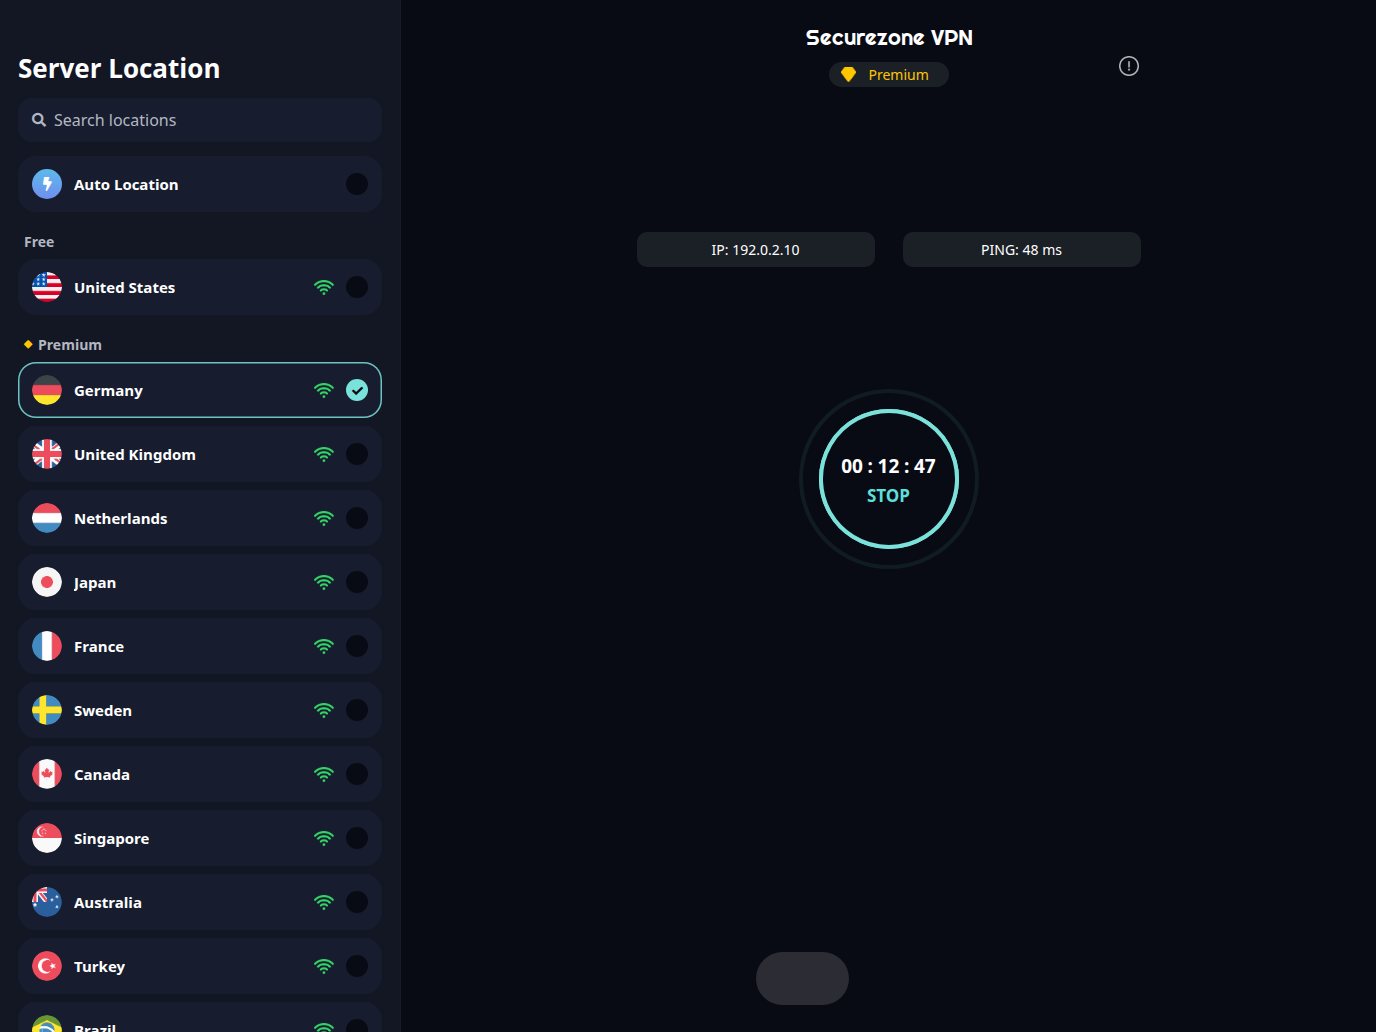 Server Location
Search locations
Auto Location
Free
United States
Premium
Germany
United Kingdom
Netherlands
Japan
France
Sweden
Canada
Singapore
Australia
Turkey
Brazil
Securezone VPN
Premium
IP: 192.0.2.10
PING: 48 ms
00 : 12 : 47
STOP